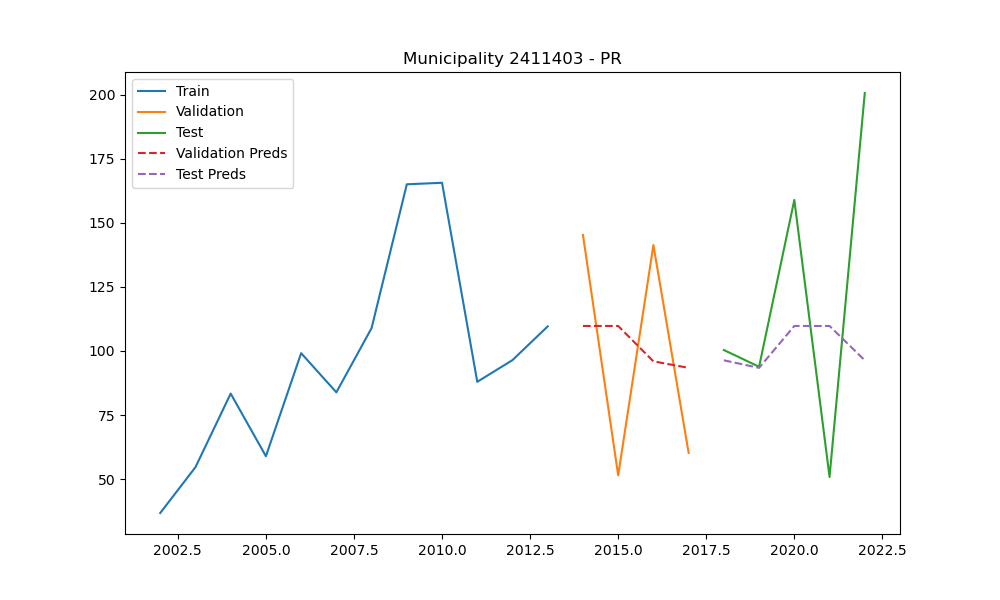 Municipality 2411403 - PR
Train
Validation
Test
Validation Preds
Test Preds
200
175
150
125
100
75
50
2002.5 2005.0 2007.5 2010.0 2012.5 2015.0 2017.5 2020.0 2022.5